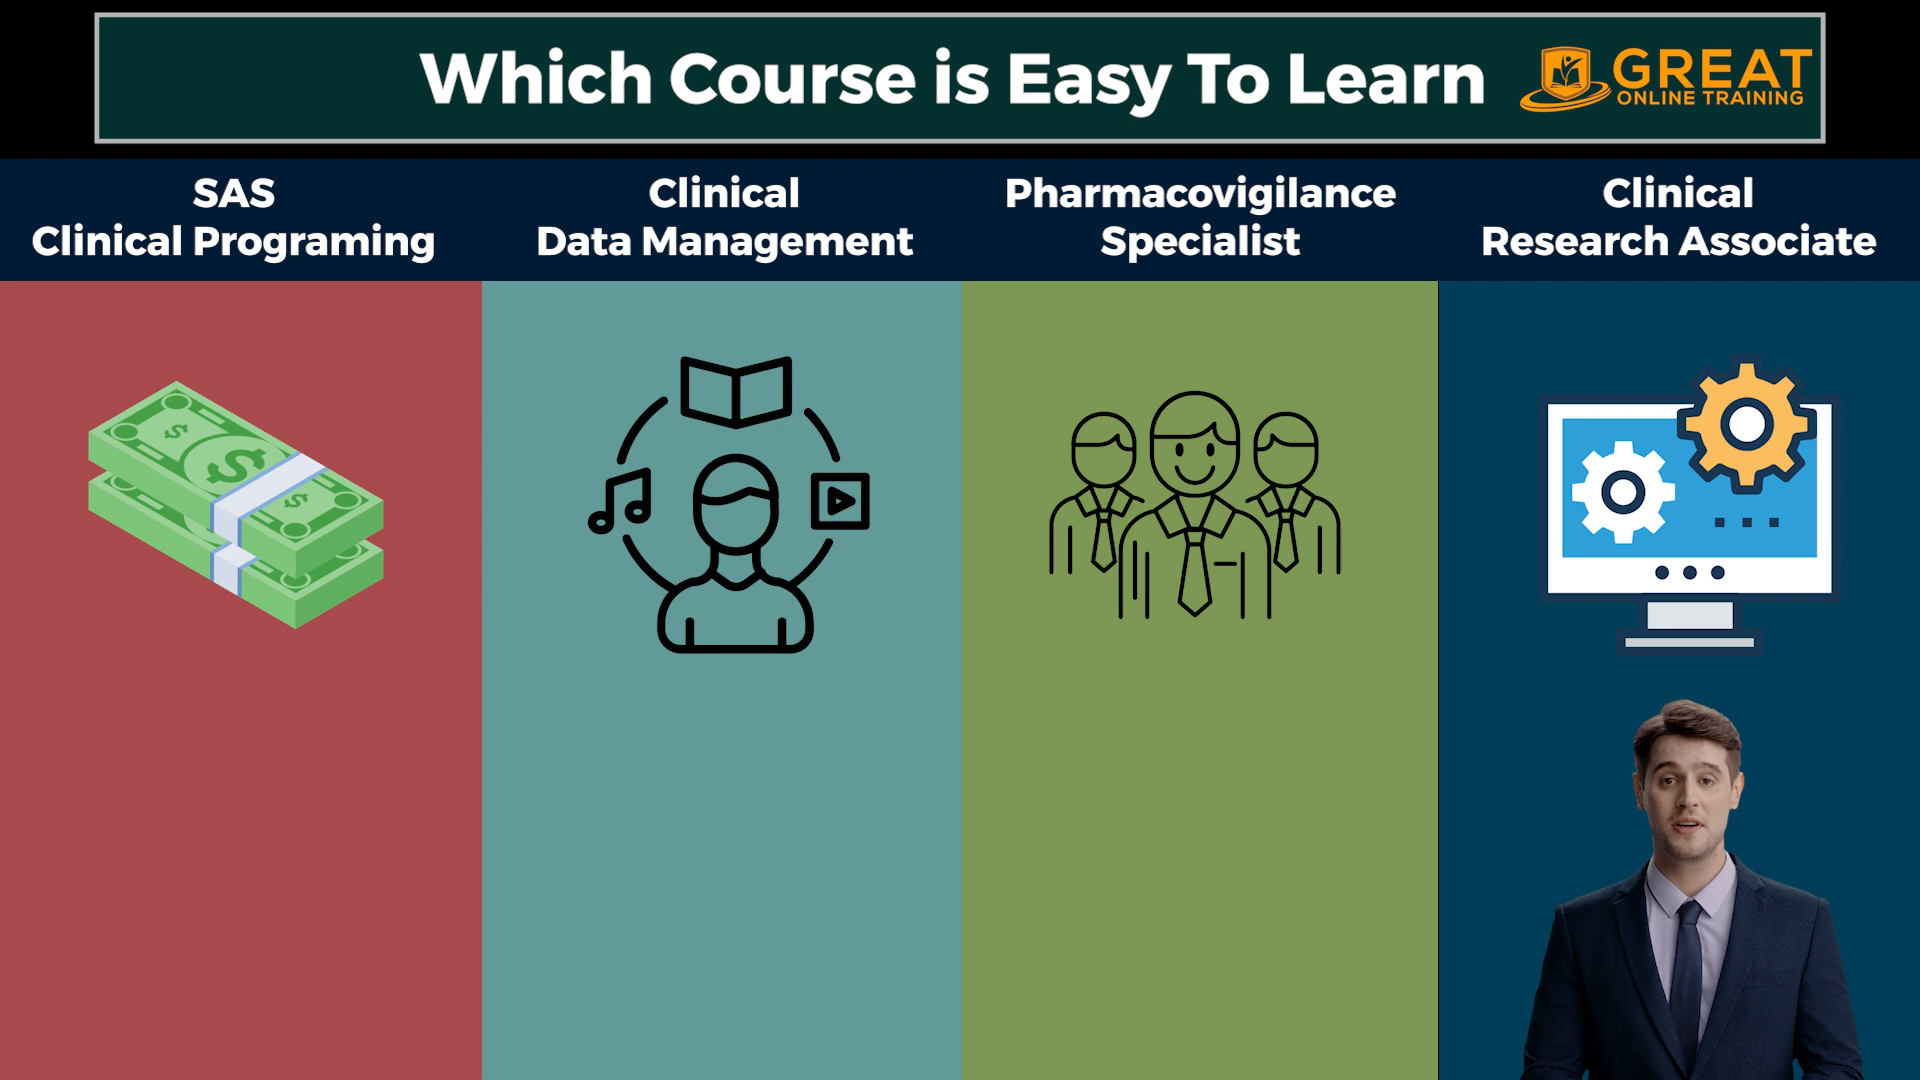 Which Course is Easy To Learn
GREAT
ONLINE TRAINING
SAS
Clinical Programing
Clinical
Data Management
Pharmacovigilance
Specialist
Clinical
Research Associate